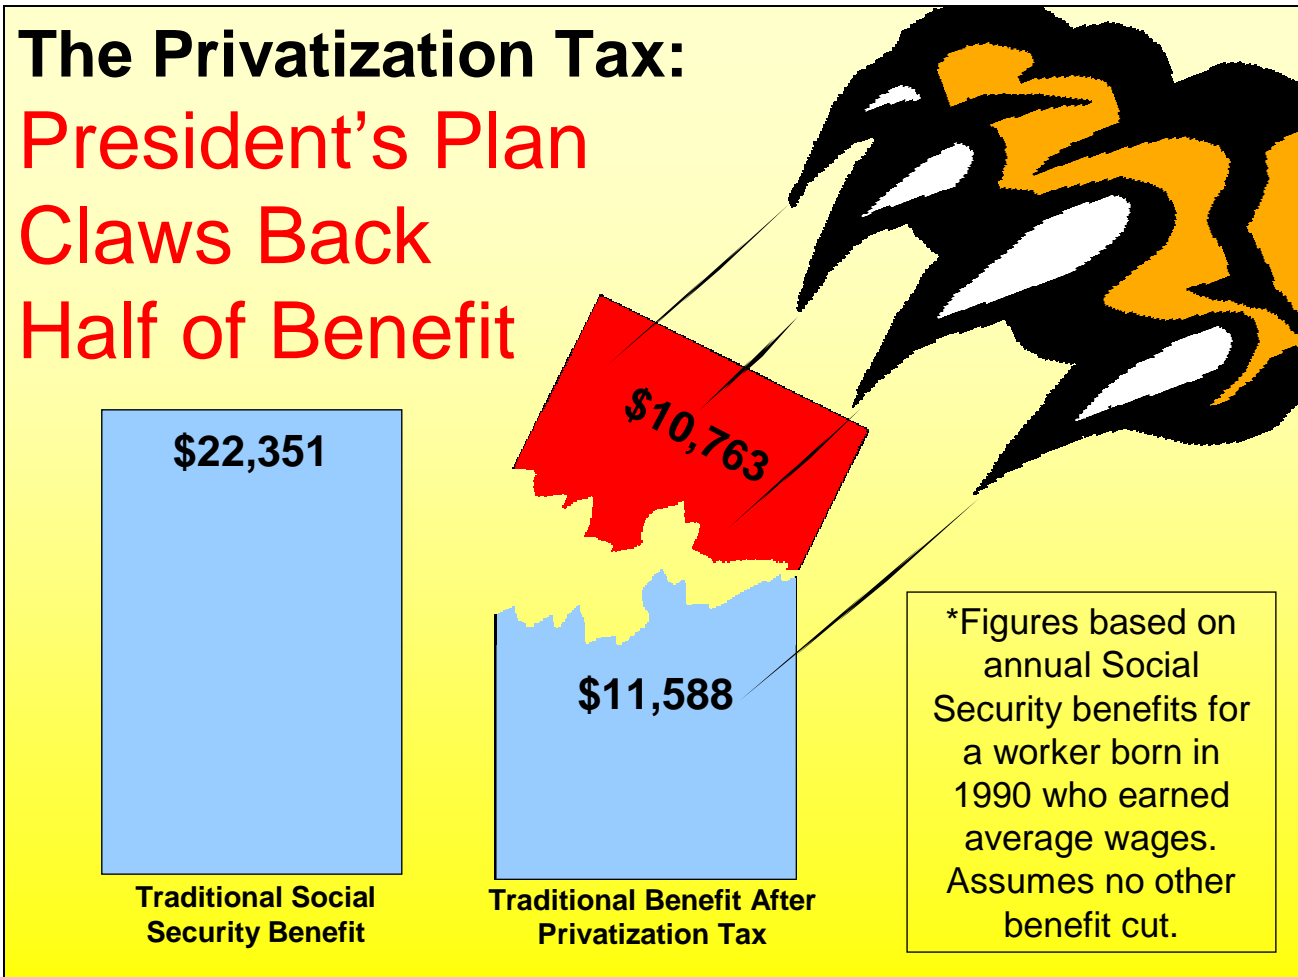 The Privatization Tax:
President's Plan
Claws Back
Half of Benefit
$22,351
$10,763
$11,588
Traditional Social
Security Benefit
Traditional Benefit After
Privatization Tax
*Figures based on
annual Social
Security benefits for
a worker born in
1990 who earned
average wages.
Assumes no other
benefit cut.